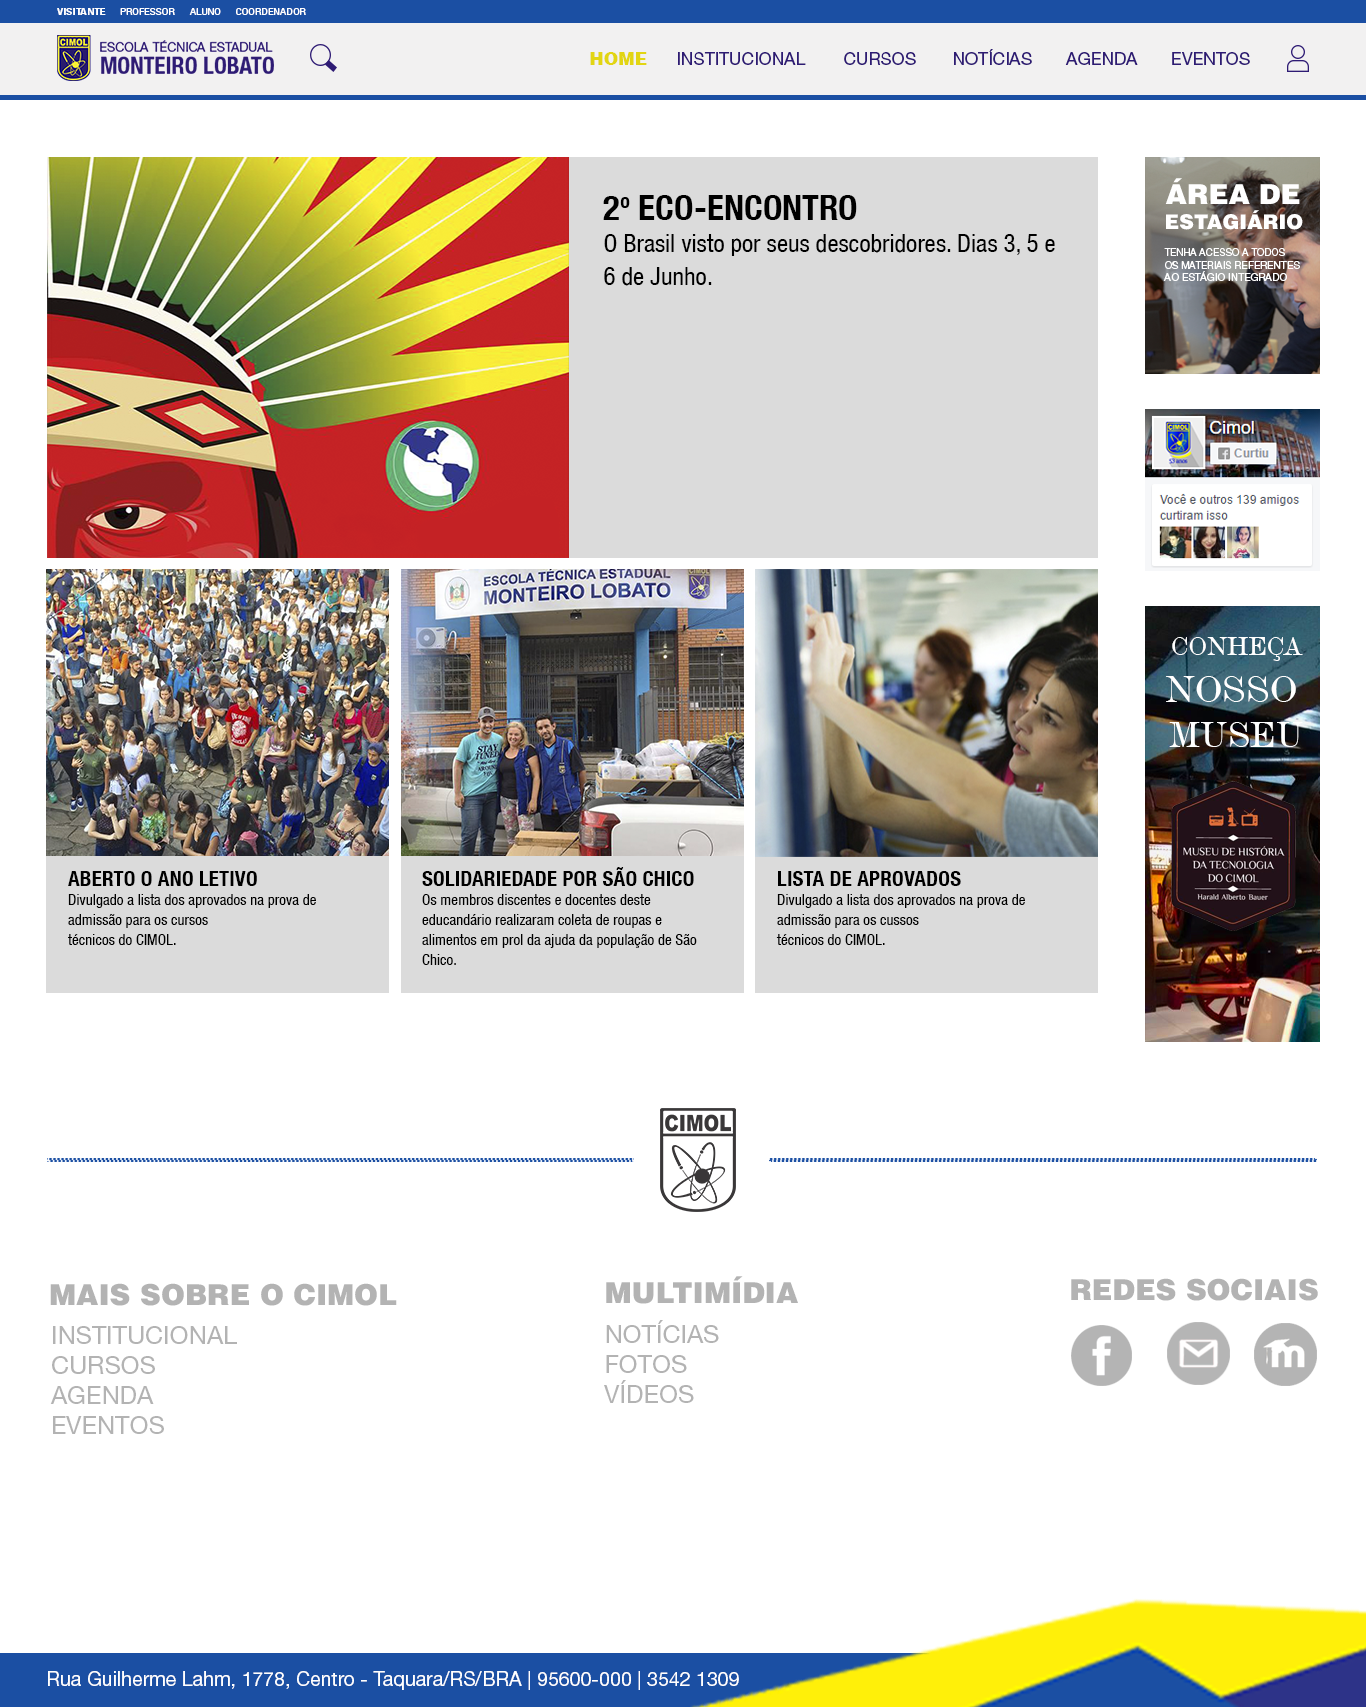 VISITANTE PROFESSOR ALUNO COORDENADOR
CIMOL
ESCOLA TÉCNICA ESTADUAL
MONTEIRO LOBATO
HOME INSTITUCIONAL CURSOS NOTÍCIAS AGENDA EVENTOS
2º ECO-ENCONTRO
O Brasil visto por seus descobridores. Dias 3, 5 e
6 de Junho.
ÁREA DE
ESTAGIÁRIO
TENHA ACESSO A TODOS
OS MATERIAIS REFERENTES
AO ESTÁGIO INTEGRADO
CIMOL
Cimol
Curtiu
Você e outros 139 amigos
curtiram isso
ESCOLA TÉCNICA ESTADUAL
MONTEIRO LOBATO
CIMOL
STAY
TUNED
ABERTO O ANO LETIVO
Divulgado a lista dos aprovados na prova de
admissão para os cursos
técnicos do CIMOL.
SOLIDARIEDADE POR SÃO CHICO
Os membros discentes e docentes deste
educandário realizaram coleta de roupas e
alimentos em prol da ajuda da população de São
Chico.
LISTA DE APROVADOS
Divulgado a lista dos aprovados na prova de
admissão para os cussos
técnicos do CIMOL.
CONHEÇA
NOSSO
MUSEU
MUSEU DE HISTÓRIA
DA TECNOLOGIA
DO CIMOL
Harald Alberto Bauer
CIMOL
MAIS SOBRE O CIMOL
INSTITUCIONAL
CURSOS
AGENDA
EVENTOS
MULTIMÍDIA
NOTÍCIAS
FOTOS
VÍDEOS
REDES SOCIAIS
Rua Guilherme Lahm, 1778, Centro - Taquara/RS/BRA | 95600-000 | 3542 1309